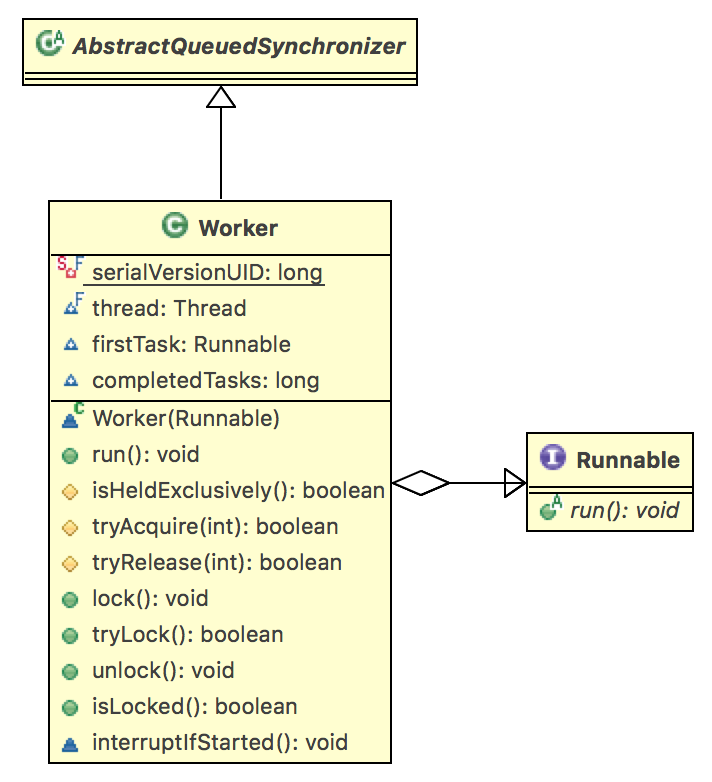 AbstractQueuedSynchronizer
Worker
serialVersionUID: long
thread: Thread
firstTask: Runnable
completedTasks: long
Worker(Runnable)
run(): void
isHeldExclusively(): boolean
tryAcquire(int): boolean
tryRelease(int): boolean
lock(): void
tryLock(): boolean
unlock(): void
isLocked(): boolean
interruptIfStarted(): void
Runnable
run(): void